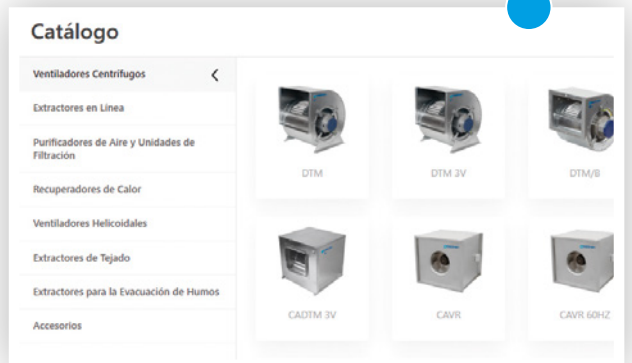 Catálogo
Ventiladores Centrífugos
Extractores en Línea
Purificadores de Aire y Unidades de
Filtración
Recuperadores de Calor
Ventiladores Helicoidales
Extractores de Tejado
Extractores para la Evacuación de Humos
Accesorios
DTM
DTM 3V
DTM/B
CADTM 3V
CAVR
CAVR 60HZ